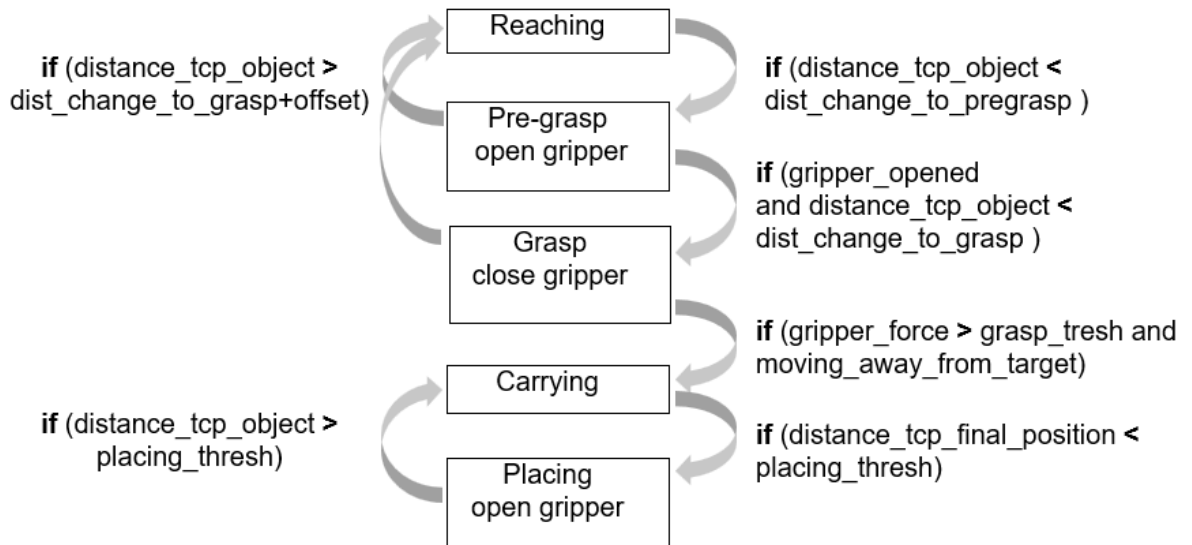 Reaching
if (distance_tcp_object >
dist_change_to_grasp+offset)
if (distance_tcp_object <
dist_change_to_pregrasp )
Pre-grasp
open gripper
if (gripper_opened
and distance_tcp_object <
dist_change_to_grasp )
Grasp
close gripper
if (gripper_force > grasp_tresh and
moving_away_from_target)
Carrying
if (distance_tcp_object >
placing_thresh)
if (distance_tcp_final_position <
placing_thresh)
Placing
open gripper